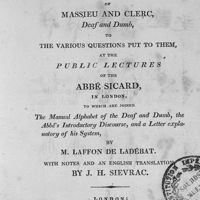 OF
MASSIEU AND CLERC,
Deaf and Dumb,
TO
THE VARIOUS QUESTIONS PUT TO THEM,
AT THE
PUBLIC LECTURES
OF THE
ABBÉ SICARD,
IN LONDON;
TO WHICH ARE JOINED
The Manual Alphabet of the Deaf and Dumb, the
Abbé's Introductory Discourse, and a Letter expla-
natory of his System,
BY
M. LAFFON DE LADÉBAT.
WITH NOTES AND AN ENGLISH TRANSLATION
BY J. H. SIEVRAC.
LONDON: